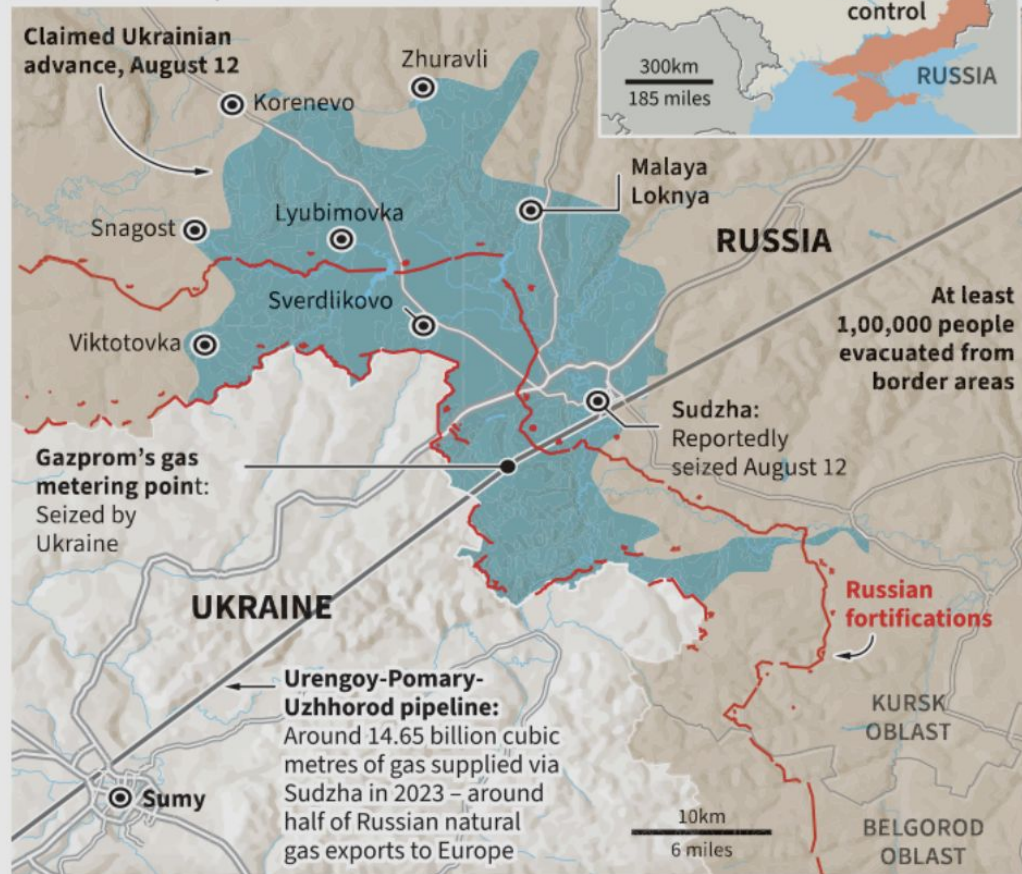 control
300km
185 miles
RUSSIA
Claimed Ukrainian
advance, August 12
Zhuravli
Korenevo
Malaya
Loknya
Snagost
Lyubimovka
RUSSIA
Sverdlikovo
At least
1,00,000 people
evacuated from
border areas
Viktotovka
Sudzha:
Reportedly
seized August 12
Gazprom's gas
metering point:
Seized by
Ukraine
UKRAINE
Russian
fortifications
Urengoy-Pomary-
Uzhhorod pipeline:
Around 14.65 billion cubic
metres of gas supplied via
Sudzha in 2023 – around
half of Russian natural
gas exports to Europe
KURSK
OBLAST
Sumy
10km
6 miles
BELGOROD
OBLAST